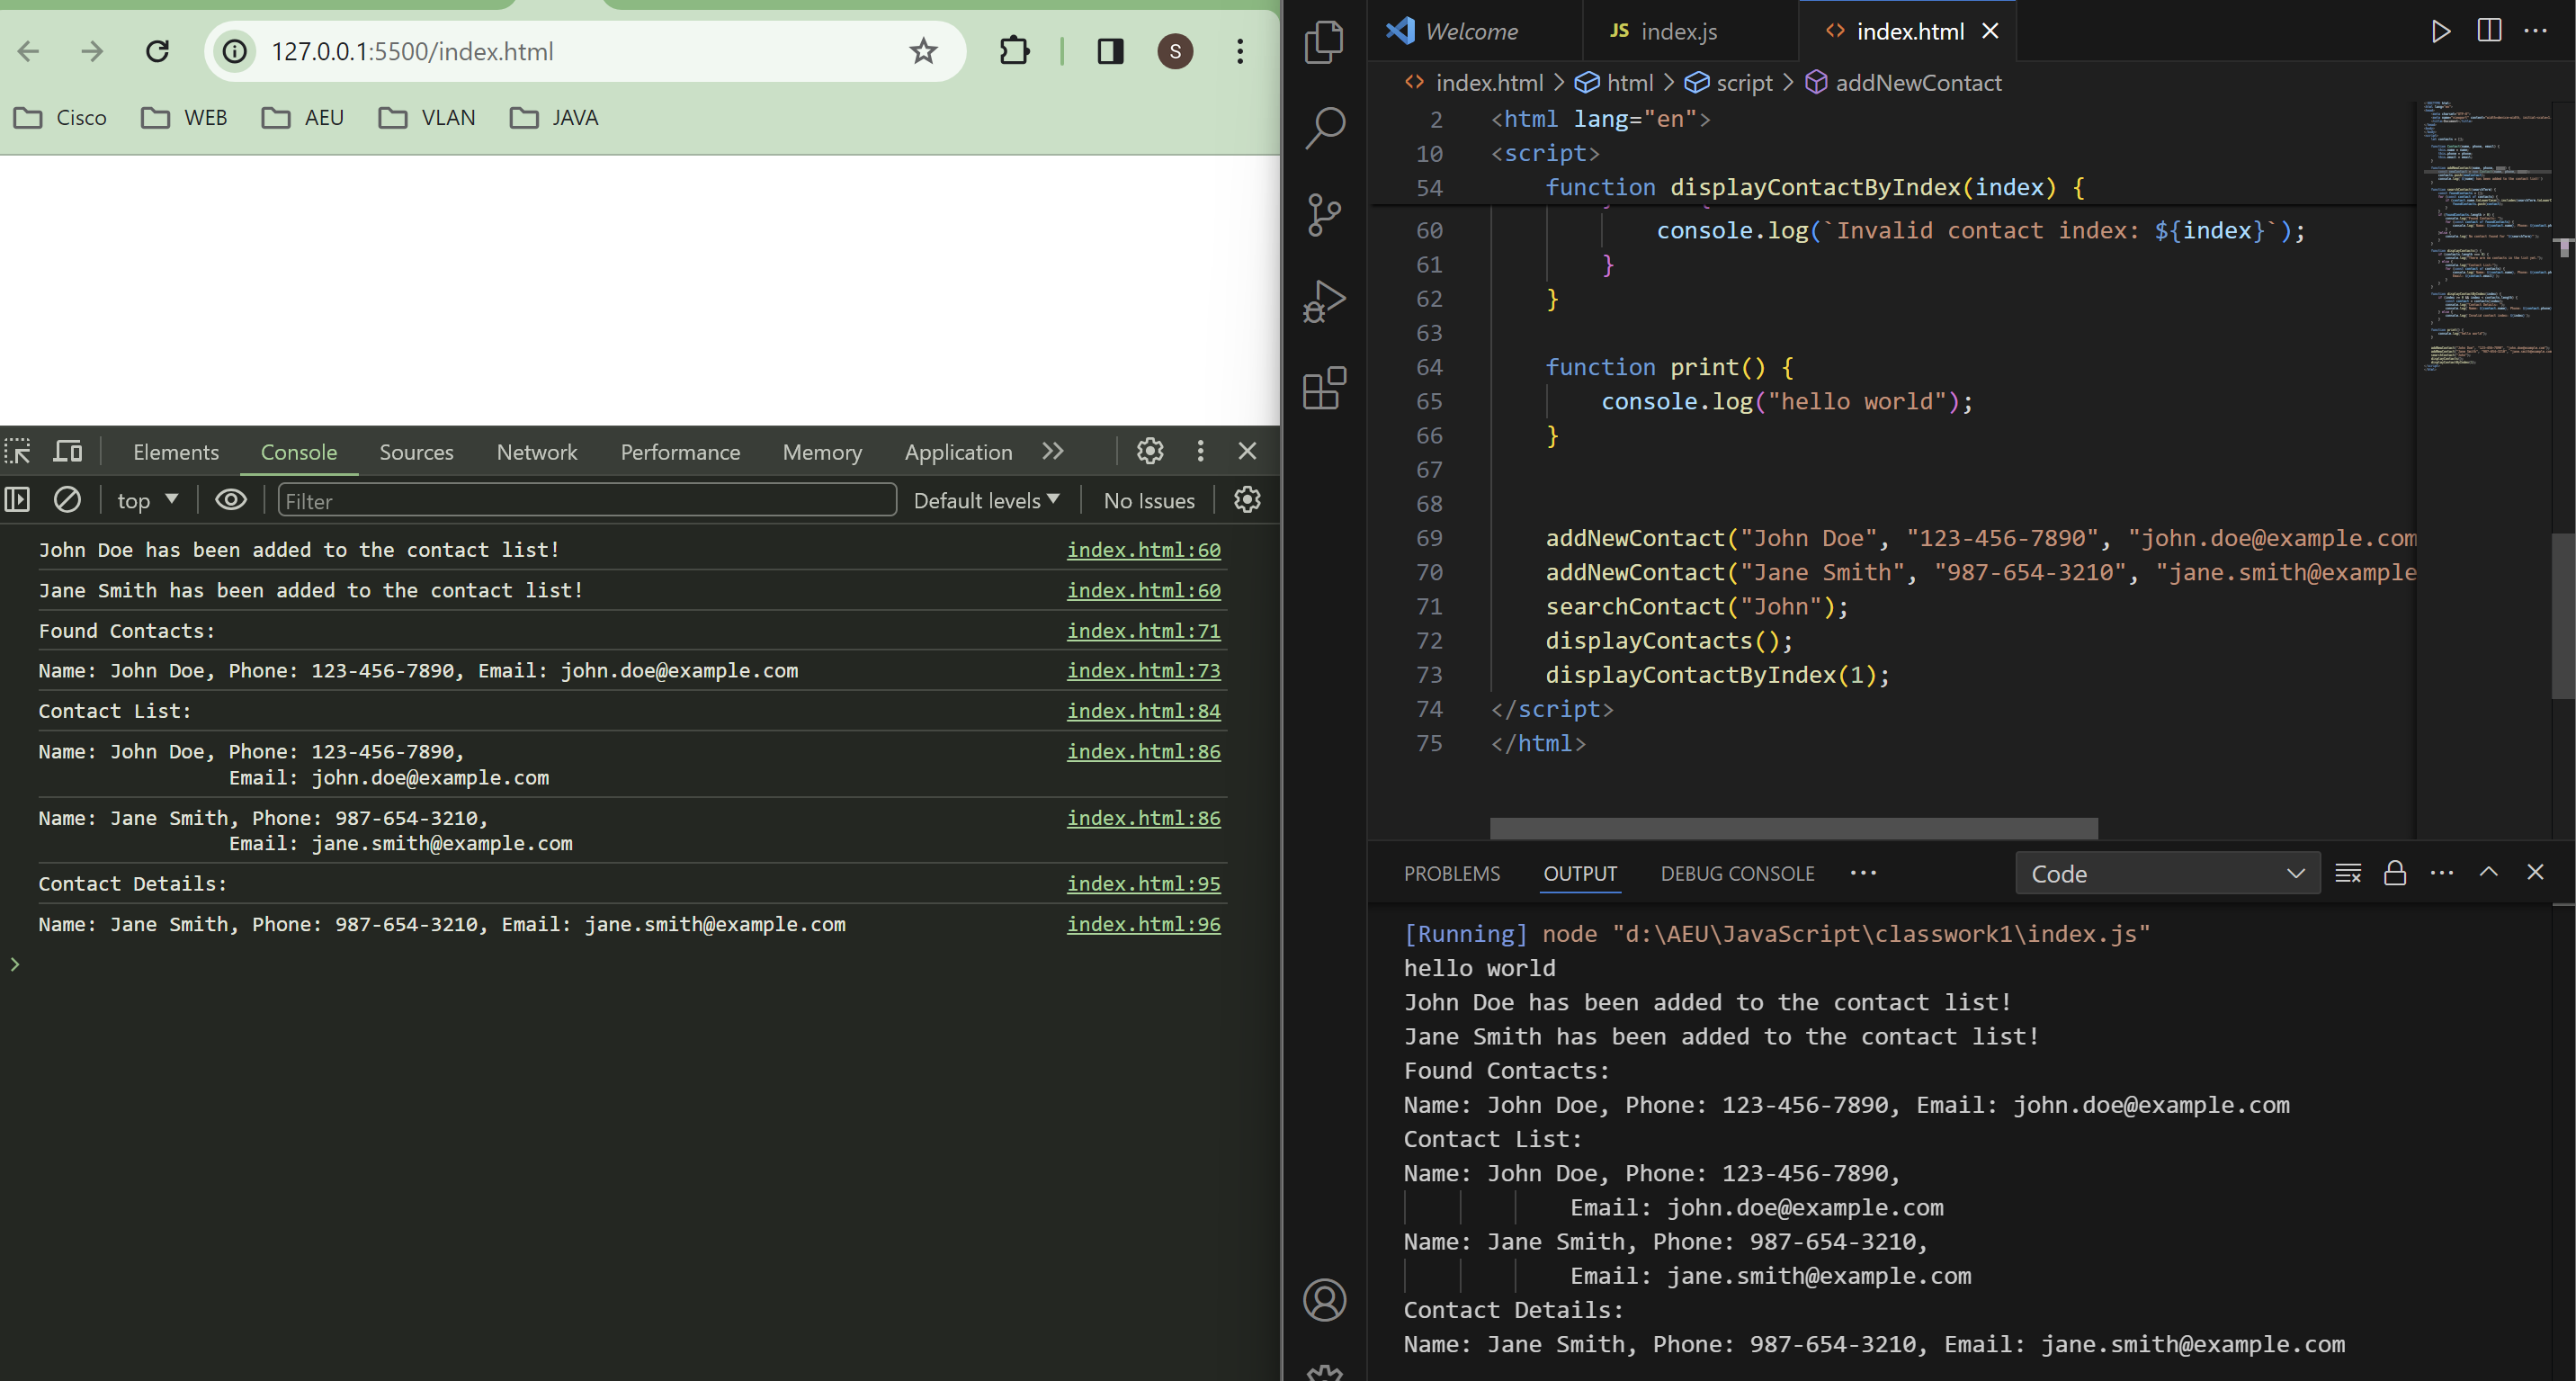 127.0.0.1:5500/index.html
S
Cisco
WEB
AEU
VLAN
JAVA
Elements
Console
Sources
Network
Performance
Memory
Application
top
Filter
Default levels
No Issues
John Doe has been added to the contact list! index.html:60
Jane Smith has been added to the contact list! index.html:60
Found Contacts: index.html:71
Name: John Doe, Phone: 123-456-7890, Email: john.doe@example.com index.html:73
Contact List: index.html:84
Name: John Doe, Phone: 123-456-7890, index.html:86
Email: john.doe@example.com
Name: Jane Smith, Phone: 987-654-3210, index.html:86
Email: jane.smith@example.com
Contact Details: index.html:95
Name: Jane Smith, Phone: 987-654-3210, Email: jane.smith@example.com index.html:96
>
Welcome
JS index.js
<> index.html
<> index.html > html > script > addNewContact
2 <html lang="en">
10 <script>
54 function displayContactByIndex(index) {
60 console.log(`Invalid contact index: ${index}`);
61 }
62 }
63
64 function print() {
65 console.log("hello world");
66 }
67
68
69 addNewContact("John Doe", "123-456-7890", "john.doe@example.com
70 addNewContact("Jane Smith", "987-654-3210", "jane.smith@example
71 searchContact("John");
72 displayContacts();
73 displayContactByIndex(1);
74 </script>
75 </html>
PROBLEMS
OUTPUT
DEBUG CONSOLE
Code
[Running] node "d:\AEU\JavaScript\classwork1\index.js"
hello world
John Doe has been added to the contact list!
Jane Smith has been added to the contact list!
Found Contacts:
Name: John Doe, Phone: 123-456-7890, Email: john.doe@example.com
Contact List:
Name: John Doe, Phone: 123-456-7890,
Email: john.doe@example.com
Name: Jane Smith, Phone: 987-654-3210,
Email: jane.smith@example.com
Contact Details:
Name: Jane Smith, Phone: 987-654-3210, Email: jane.smith@example.com